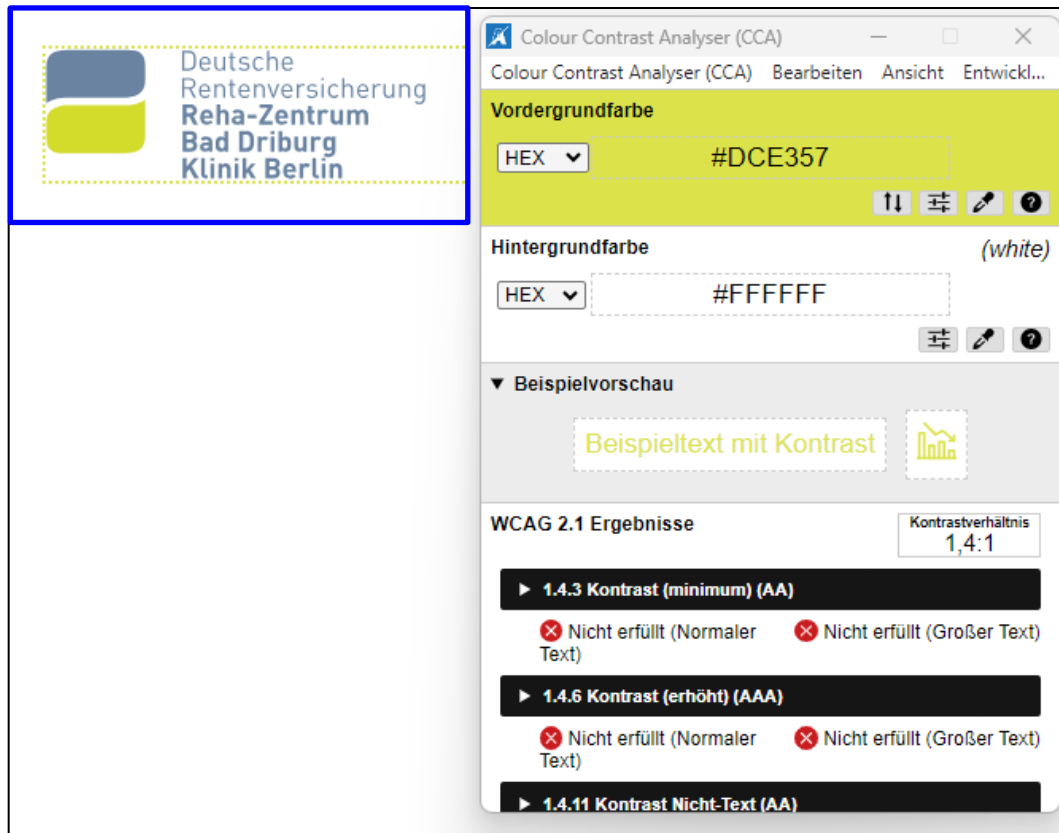 Deutsche
Rentenversicherung
Reha-Zentrum
Bad Driburg
Klinik Berlin
Colour Contrast Analyser (CCA)
Colour Contrast Analyser (CCA) Bearbeiten Ansicht Entwickl...
Vordergrundfarbe
HEX #DCE357
Hintergrundfarbe (white)
HEX #FFFFFF
▼ Beispielvorschau
Beispieltext mit Kontrast
WCAG 2.1 Ergebnisse
Kontrastverhältnis
1,4:1
▶ 1.4.3 Kontrast (minimum) (AA)
Nicht erfüllt (Normaler Text)
Nicht erfüllt (Großer Text)
▶ 1.4.6 Kontrast (erhöht) (AAA)
Nicht erfüllt (Normaler Text)
Nicht erfüllt (Großer Text)
▶ 1.4.11 Kontrast Nicht-Text (AA)